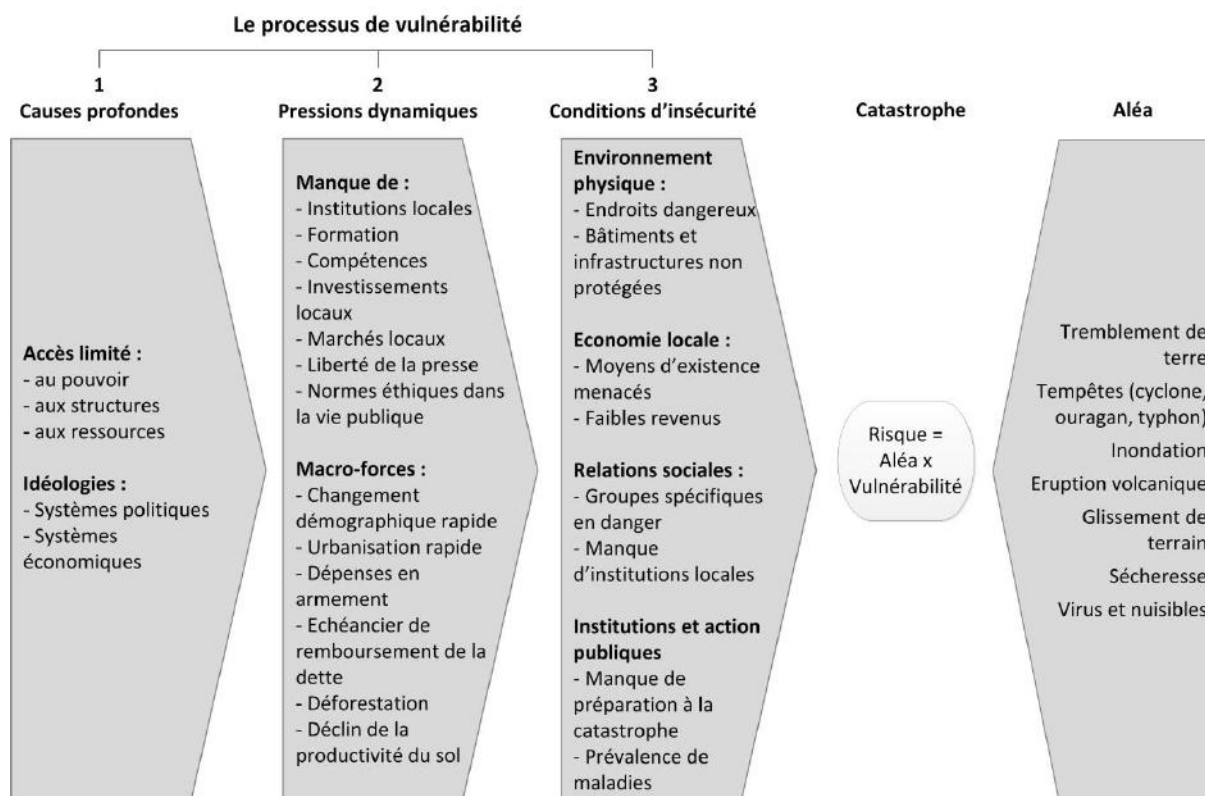 Le processus de vulnérabilité
1
Causes profondes
2
Pressions dynamiques
3
Conditions d'insécurité
Catastrophe
Aléa
Accès limité :
- au pouvoir
- aux structures
- aux ressources
Idéologies :
- Systèmes politiques
- Systèmes
économiques
Manque de :
- Institutions locales
- Formation
- Compétences
- Investissements
locaux
- Marchés locaux
- Liberté de la presse
- Normes éthiques dans
la vie publique
Macro-forces :
- Changement
démographique rapide
- Urbanisation rapide
- Dépenses en
armement
- Echéancier de
remboursement de la
dette
- Déforestation
- Déclin de la
productivité du sol
Environnement
physique :
- Endroits dangereux
- Bâtiments et
infrastructures non
protégées
Economie locale :
- Moyens d'existence
menacés
- Faibles revenus
Relations sociales :
- Groupes spécifiques
en danger
- Manque
d'institutions locales
Institutions et action
publiques
- Manque de
préparation à la
catastrophe
- Prévalence de
maladies
Risque =
Aléa x
Vulnérabilité
Tremblement de
terre
Tempêtes (cyclone,
ouragan, typhon)
Inondation
Eruption volcanique
Glissement de
terrain
Sécheresse
Virus et nuisibles